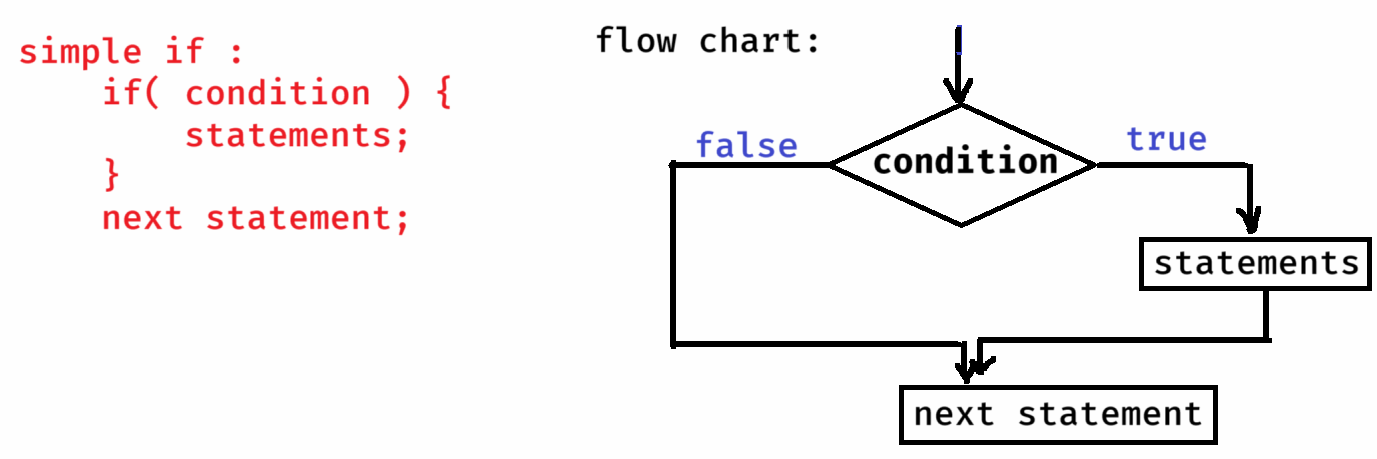 simple if :
if( condition ) {
statements;
}
next statement;
flow chart:
false
condition
true
statements
next statement